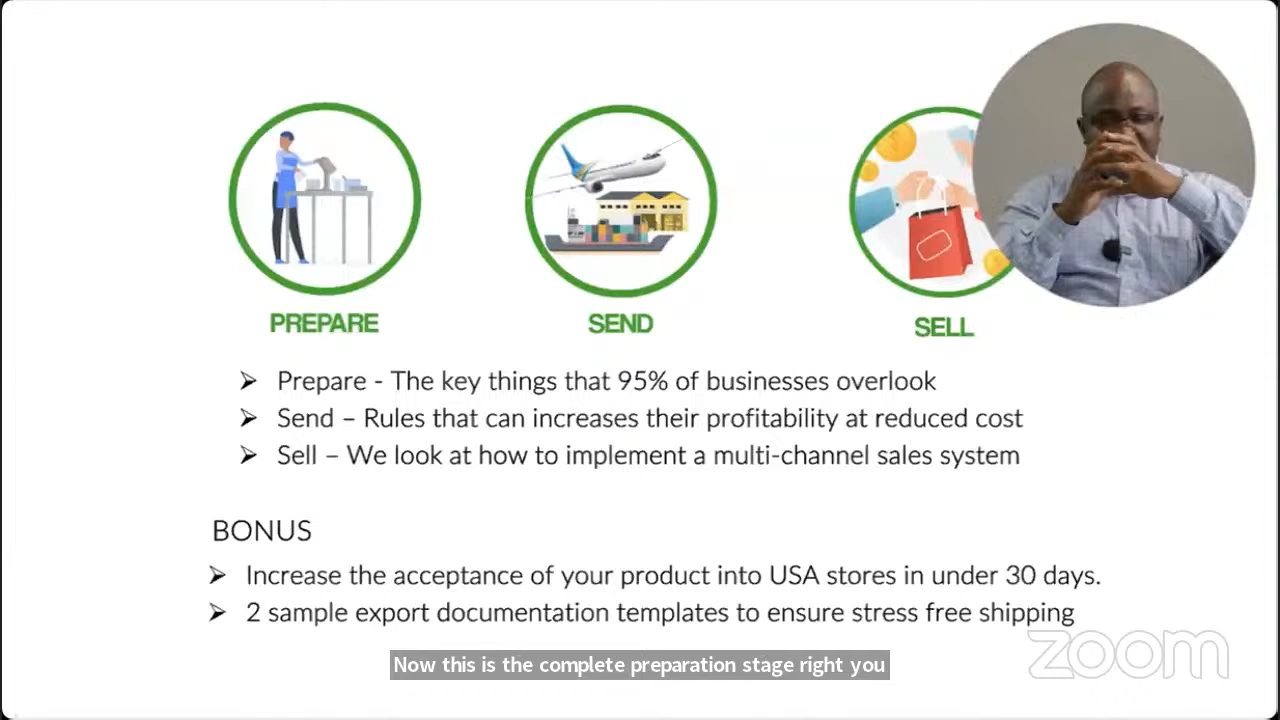 PREPARE
SEND
SELL
➢ Prepare - The key things that 95% of businesses overlook
➢ Send – Rules that can increases their profitability at reduced cost
➢ Sell – We look at how to implement a multi-channel sales system
BONUS
➢ Increase the acceptance of your product into USA stores in under 30 days.
➢ 2 sample export documentation templates to ensure stress free shipping
zoom
Now this is the complete preparation stage right you